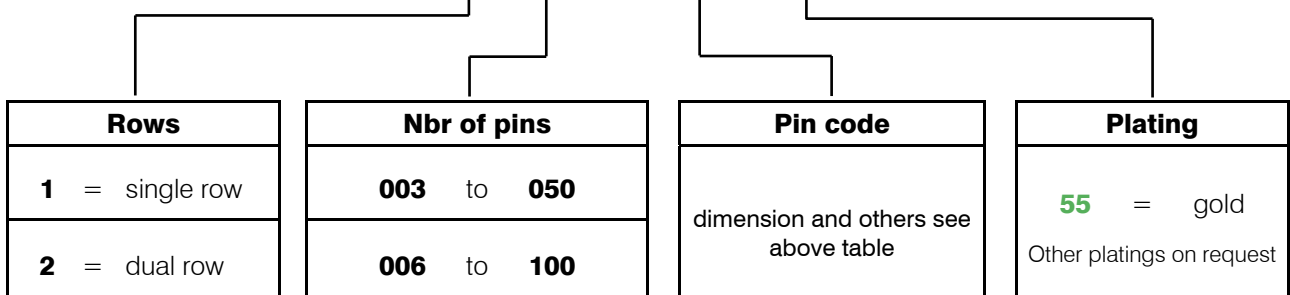 Rows
1 = single row
2 = dual row
Nbr of pins
003 to 050
006 to 100
Pin code
dimension and others see
above table
Plating
55 = gold
Other platings on request